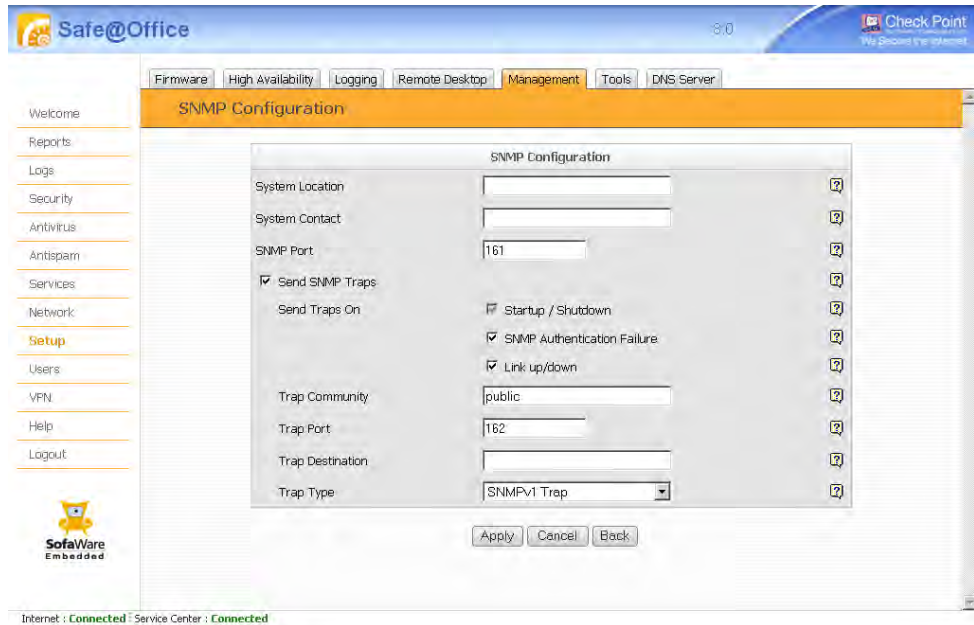 Safe@Office
8.0
Check Point
We Secure the Internet
Firmware High Availability Logging Remote Desktop Management Tools DNS Server
SNMP Configuration
Welcome
Reports
Logs
Security
Antivirus
Antispam
Services
Network
Setup
Users
VPN
Help
Logout
SofaWare
Embedded
SNMP Configuration
System Location
System Contact
SNMP Port 161
Send SNMP Traps
Send Traps On Startup / Shutdown
SNMP Authentication Failure
Link up/down
Trap Community public
Trap Port 162
Trap Destination
Trap Type SNMPv1 Trap
Apply Cancel Back
Internet : Connected Service Center : Connected